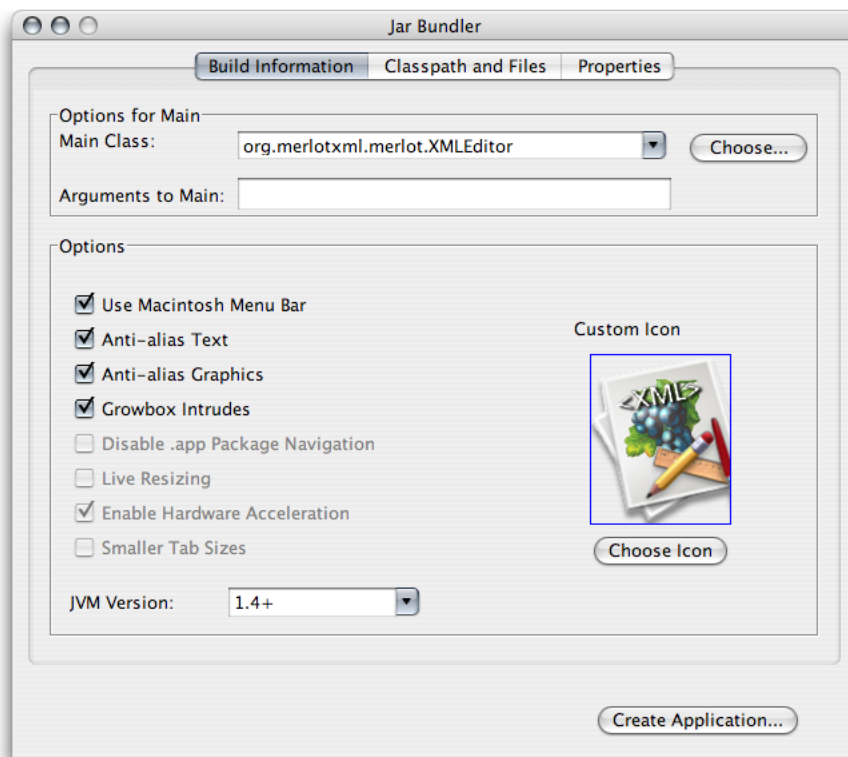 Jar Bundler
Build Information
Classpath and Files
Properties
Options for Main
Main Class:
org.merlotxml.merlot.XMLEditor
Choose...
Arguments to Main:
Options
Use Macintosh Menu Bar
Anti-alias Text
Anti-alias Graphics
Growbox Intrudes
Disable .app Package Navigation
Live Resizing
Enable Hardware Acceleration
Smaller Tab Sizes
Custom Icon
<XML>
Choose Icon
JVM Version:
1.4+
Create Application...